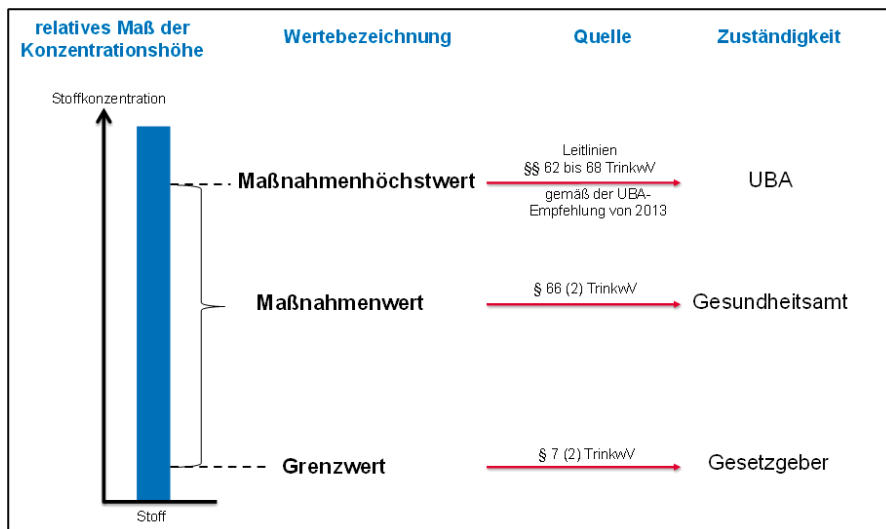 relatives Maß der
Konzentrationshöhe
Wertebezeichnung
Quelle
Zuständigkeit
Stoffkonzentration
Maßnahmenhöchstwert
Leitlinien
§§ 62 bis 68 TrinkwV
gemäß der UBA-
Empfehlung von 2013
UBA
Maßnahmenwert
§ 66 (2) TrinkwV
Gesundheitsamt
Grenzwert
§ 7 (2) TrinkwV
Gesetzgeber
Stoff